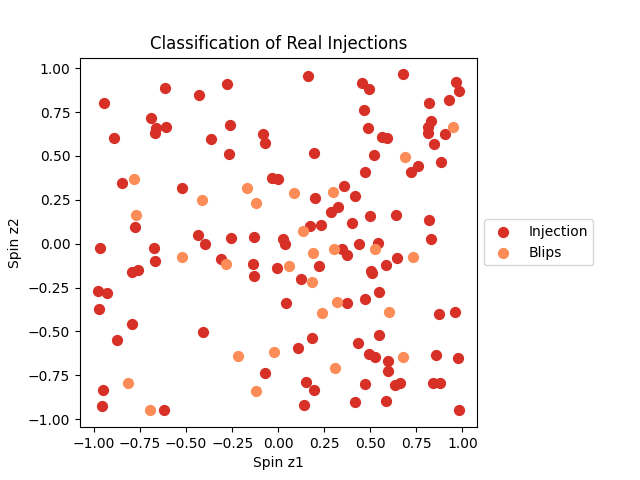 Classification of Real Injections
1.00
0.75
0.50
0.25
0.00
−0.25
−0.50
−0.75
−1.00
Spin z2
−1.00 −0.75 −0.50 −0.25 0.00 0.25 0.50 0.75 1.00
Spin z1
Injection
Blips